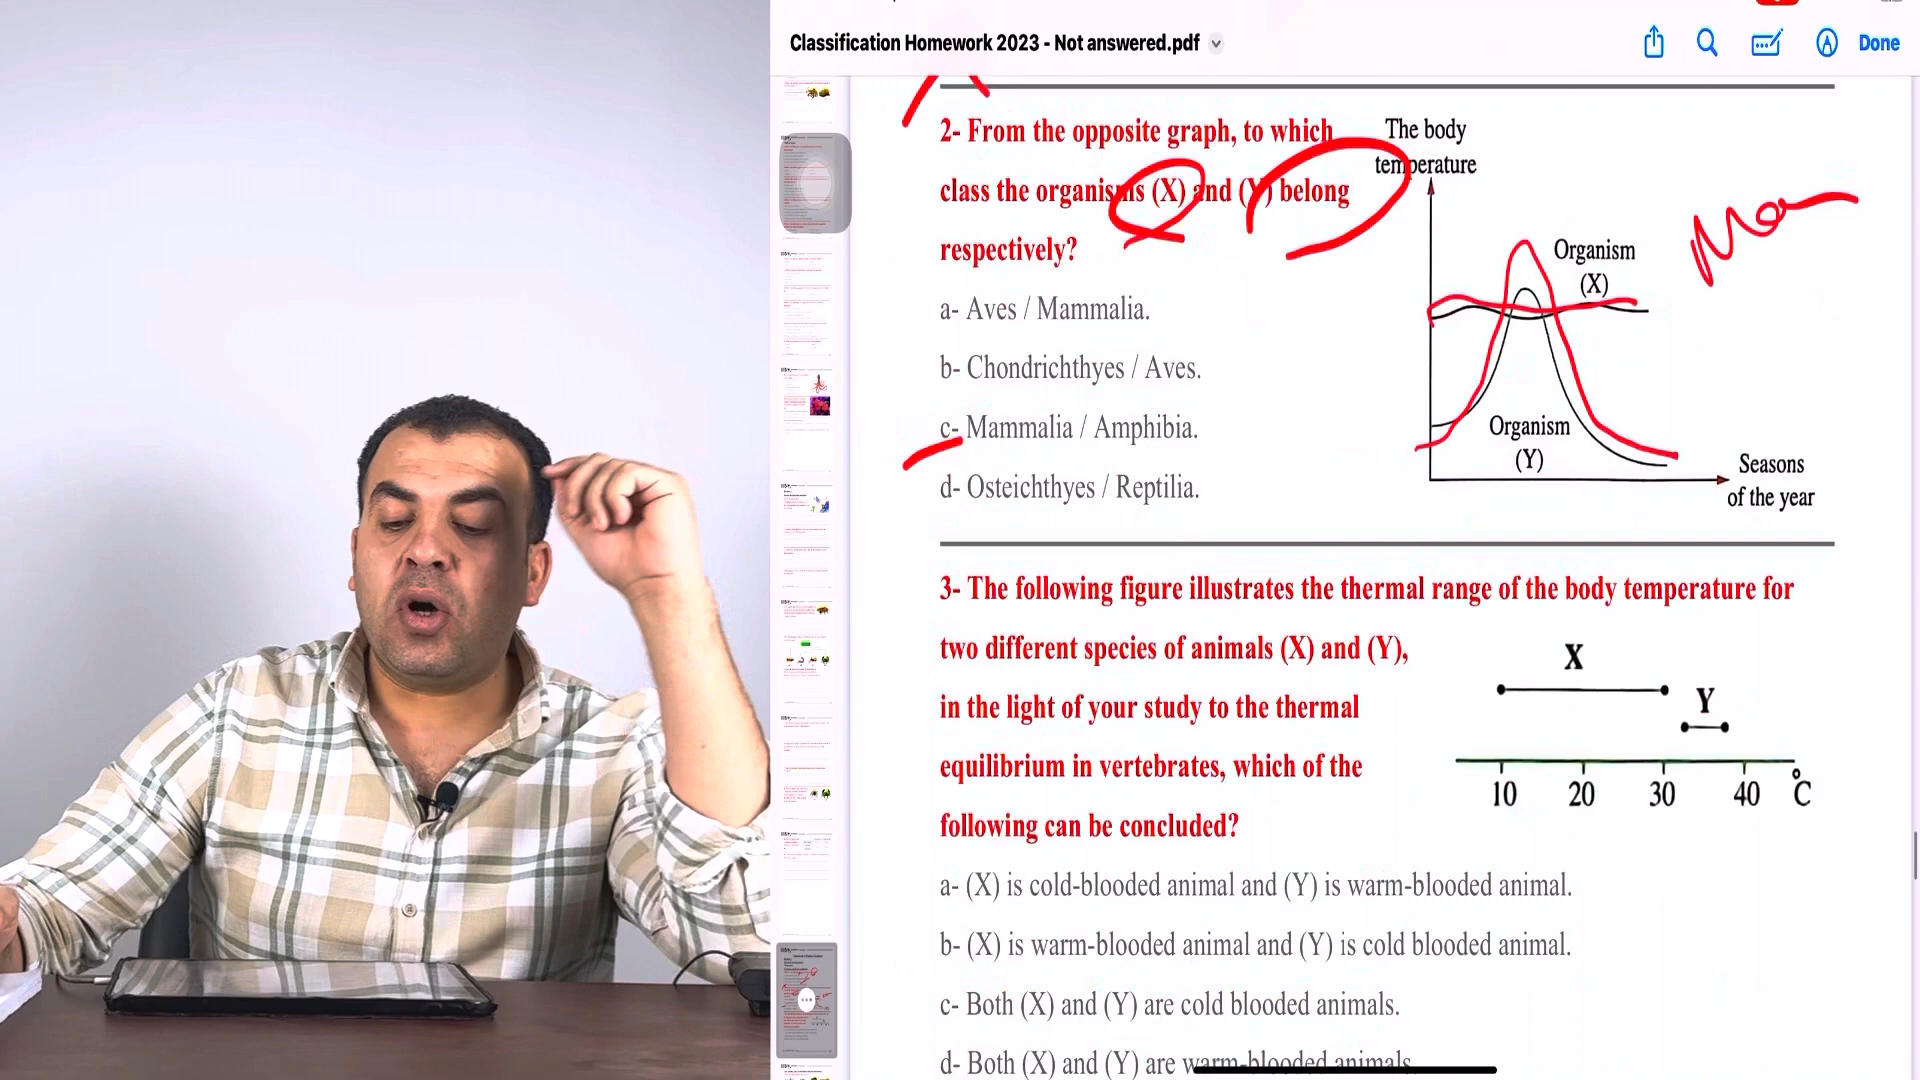 Classification Homework 2023 - Not answered.pdf
Done
2- From the opposite graph, to which
class the organisms (X) and (Y) belong
respectively?
a- Aves / Mammalia.
b- Chondrichthyes / Aves.
c- Mammalia / Amphibia.
d- Osteichthyes / Reptilia.
The body
temperature
Organism
(X)
Organism
(Y)
Seasons
of the year
3- The following figure illustrates the thermal range of the body temperature for
two different species of animals (X) and (Y),
in the light of your study to the thermal
equilibrium in vertebrates, which of the
following can be concluded?
X
Y
10 20 30 40 °C
a- (X) is cold-blooded animal and (Y) is warm-blooded animal.
b- (X) is warm-blooded animal and (Y) is cold blooded animal.
c- Both (X) and (Y) are cold blooded animals.
d- Both (X) and (Y) are warm-blooded animals.